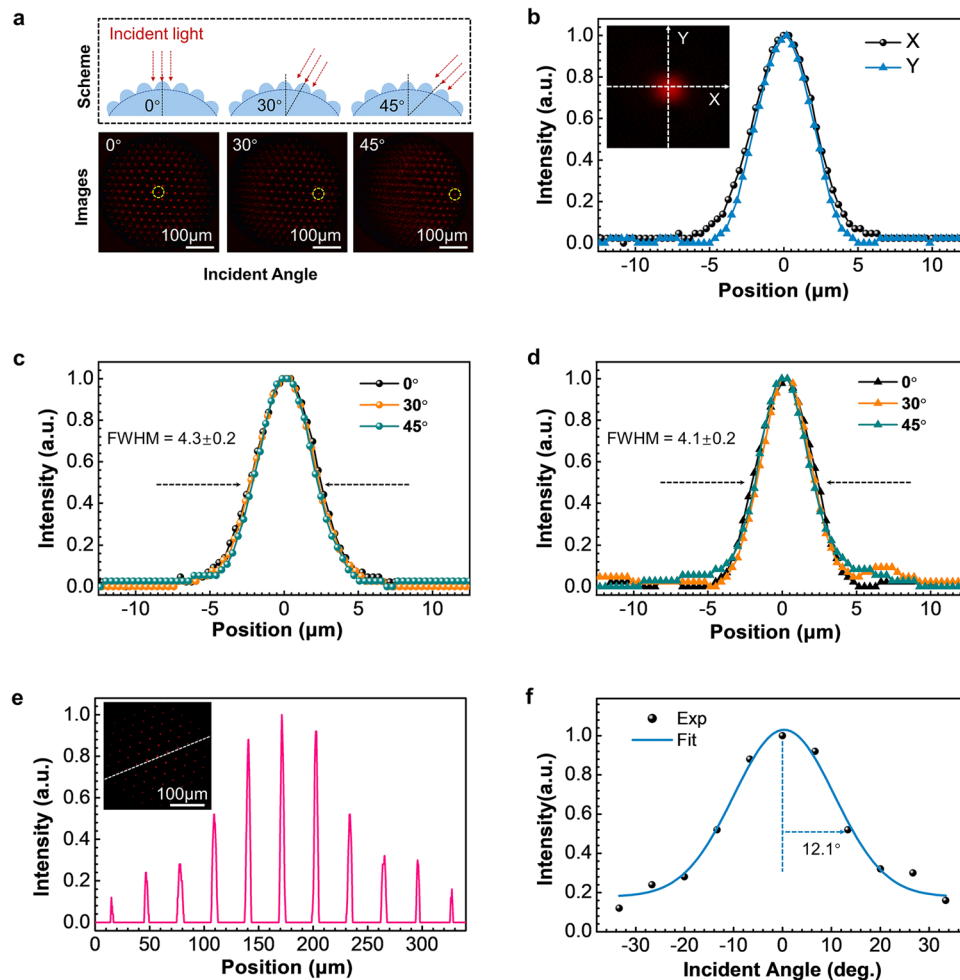 a
Scheme
Incident light
0° 30° 45°
Images
0° 30° 45°
100μm 100μm 100μm
Incident Angle
b
Intensity (a.u.)
1.0
0.8
0.6
0.4
0.2
0.0
Y
X
X
Y
-10 -5 0 5 10
Position (μm)
c
Intensity (a.u.)
1.0
0.8
0.6
0.4
0.2
0.0
0°
30°
45°
FWHM = 4.3±0.2
-10 -5 0 5 10
Position (μm)
d
Intensity (a.u.)
1.0
0.8
0.6
0.4
0.2
0.0
0°
30°
45°
FWHM = 4.1±0.2
-10 -5 0 5 10
Position (μm)
e
Intensity (a.u.)
1.0
0.8
0.6
0.4
0.2
0.0
100μm
0 50 100 150 200 250 300
Position (μm)
f
Intensity(a.u.)
1.0
0.8
0.6
0.4
0.2
0.0
Exp
Fit
12.1°
-30 -20 -10 0 10 20 30
Incident Angle (deg.)